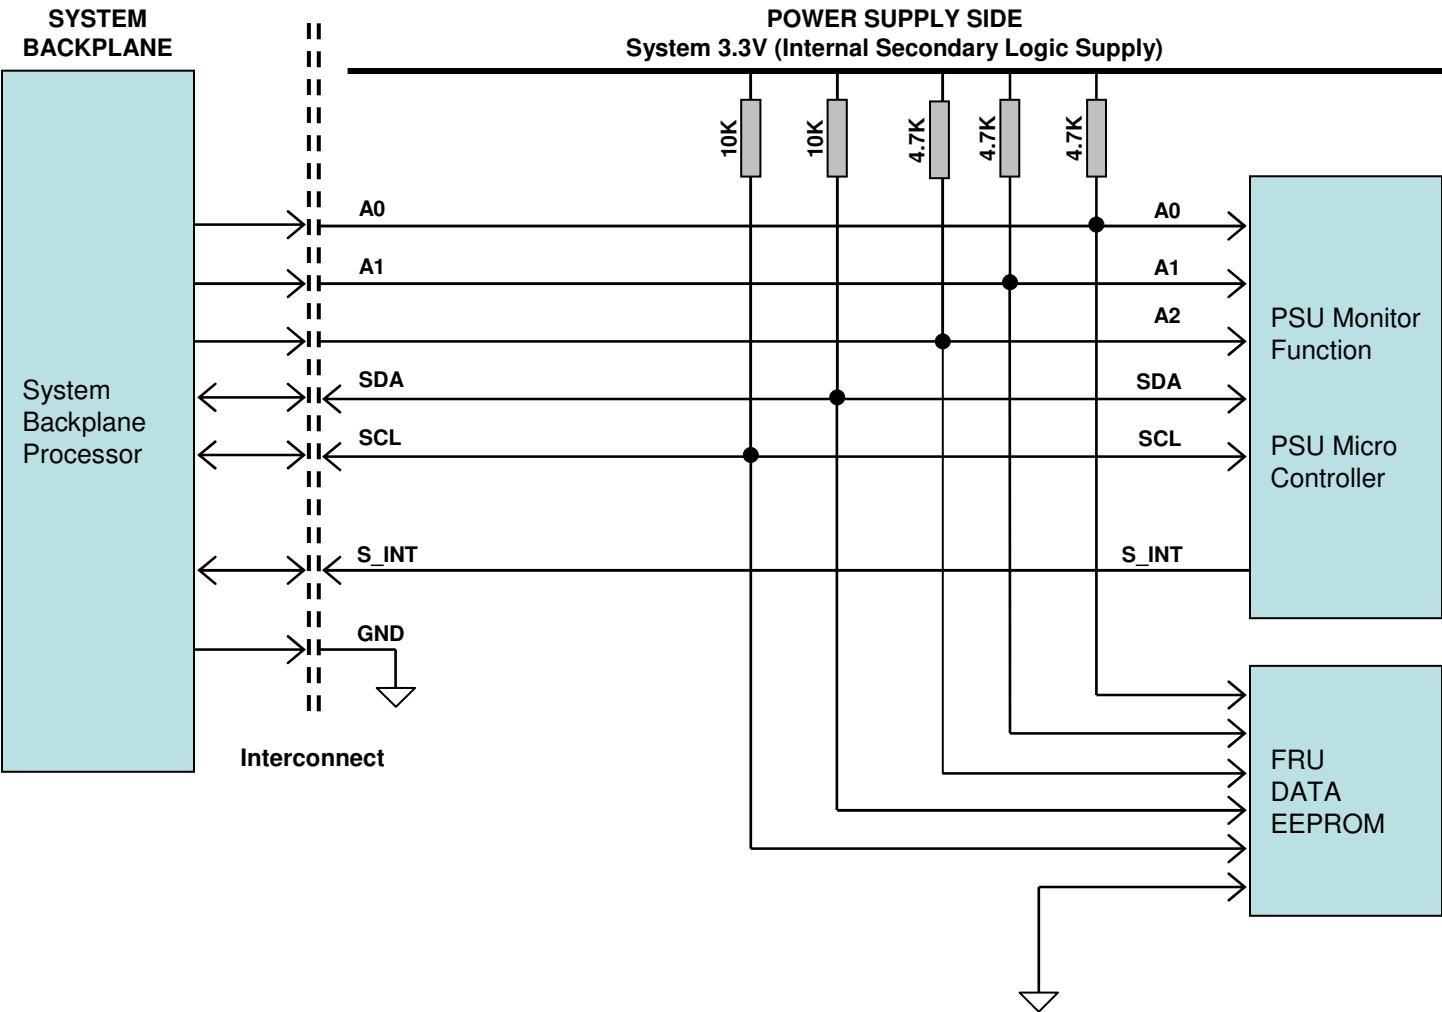 SYSTEM
BACKPLANE
POWER SUPPLY SIDE
System 3.3V (Internal Secondary Logic Supply)
10K
10K
4.7K
4.7K
4.7K
A0
A0
A1
A1
A2
SDA
SDA
SCL
SCL
S_INT
S_INT
GND
System
Backplane
Processor
PSU Monitor
Function
PSU Micro
Controller
Interconnect
FRU
DATA
EEPROM